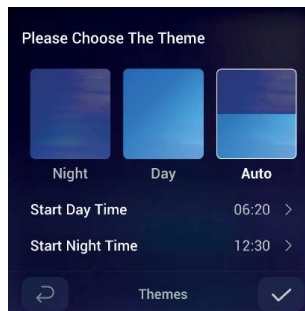 Please Choose The Theme
Night Day Auto
Start Day Time 06:20 >
Start Night Time 12:30 >
Themes